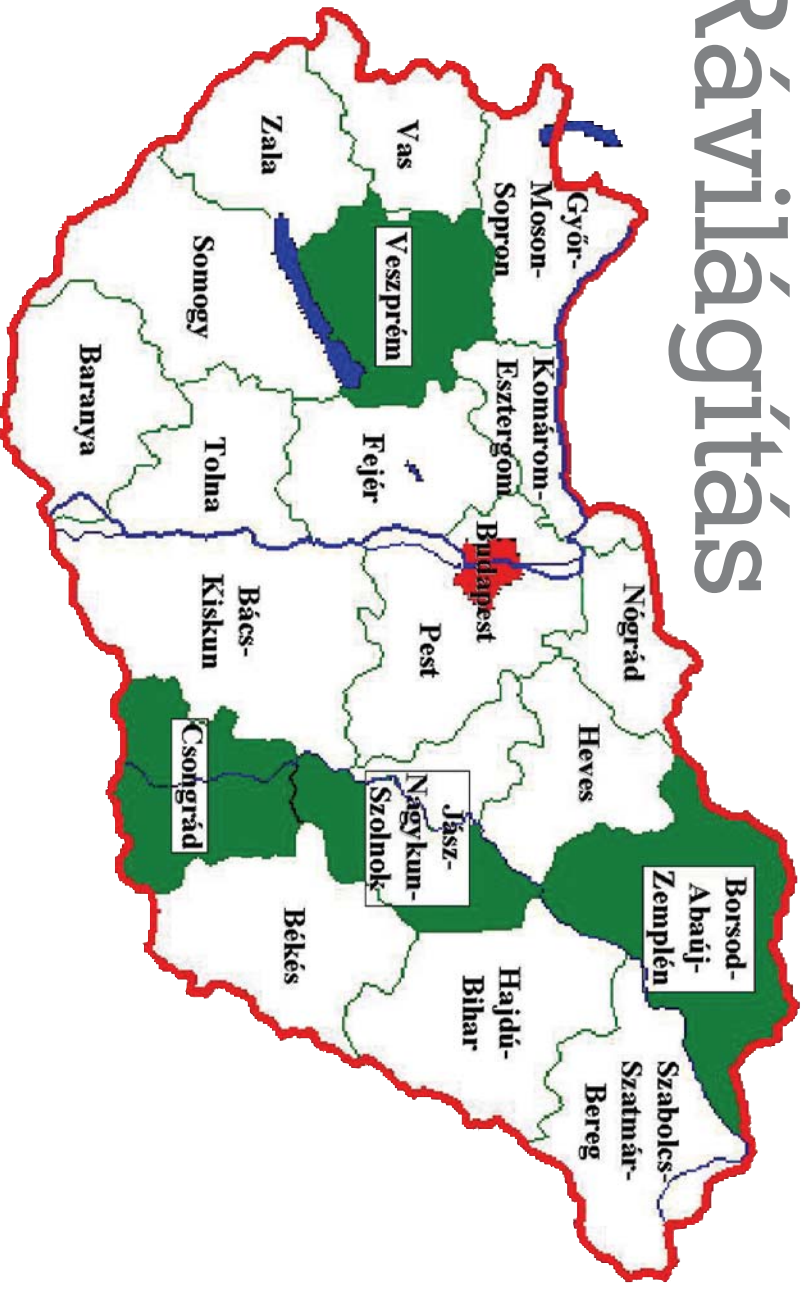 Rávilágítás
Győr-
Moson-
Sopron
Vas
Zala
Veszprém
Somogy
Baranya
Tolna
Fejér
Komárom-
Esztergom
Budapest
Pest
Nógrád
Heves
Bács-
Kiskun
Csongrád
Jász-
Nagykun-
Szolnok
Békés
Borsod-
Abaúj-
Zemplén
Hajdú-
Bihar
Szabolcs-
Szatmár-
Bereg